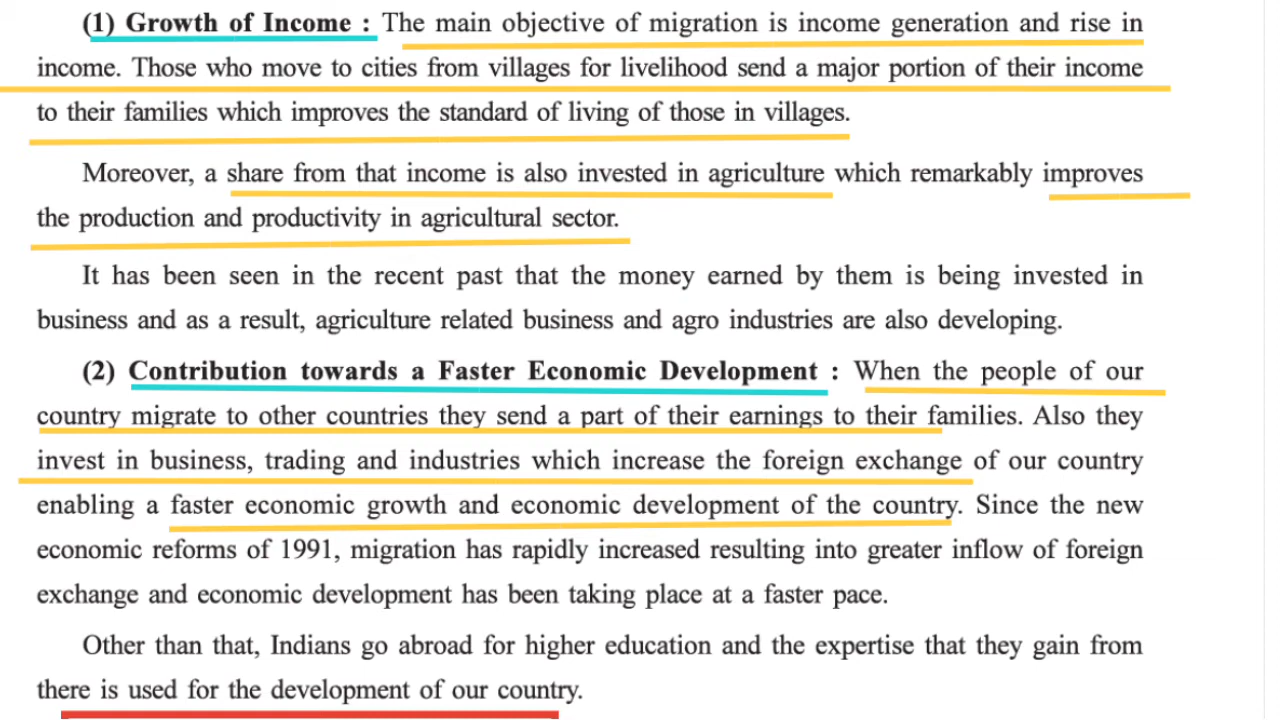 (1) Growth of Income : The main objective of migration is income generation and rise in
income. Those who move to cities from villages for livelihood send a major portion of their income
to their families which improves the standard of living of those in villages.
Moreover, a share from that income is also invested in agriculture which remarkably improves
the production and productivity in agricultural sector.
It has been seen in the recent past that the money earned by them is being invested in
business and as a result, agriculture related business and agro industries are also developing.
(2) Contribution towards a Faster Economic Development : When the people of our
country migrate to other countries they send a part of their earnings to their families. Also they
invest in business, trading and industries which increase the foreign exchange of our country
enabling a faster economic growth and economic development of the country. Since the new
economic reforms of 1991, migration has rapidly increased resulting into greater inflow of foreign
exchange and economic development has been taking place at a faster pace.
Other than that, Indians go abroad for higher education and the expertise that they gain from
there is used for the development of our country.